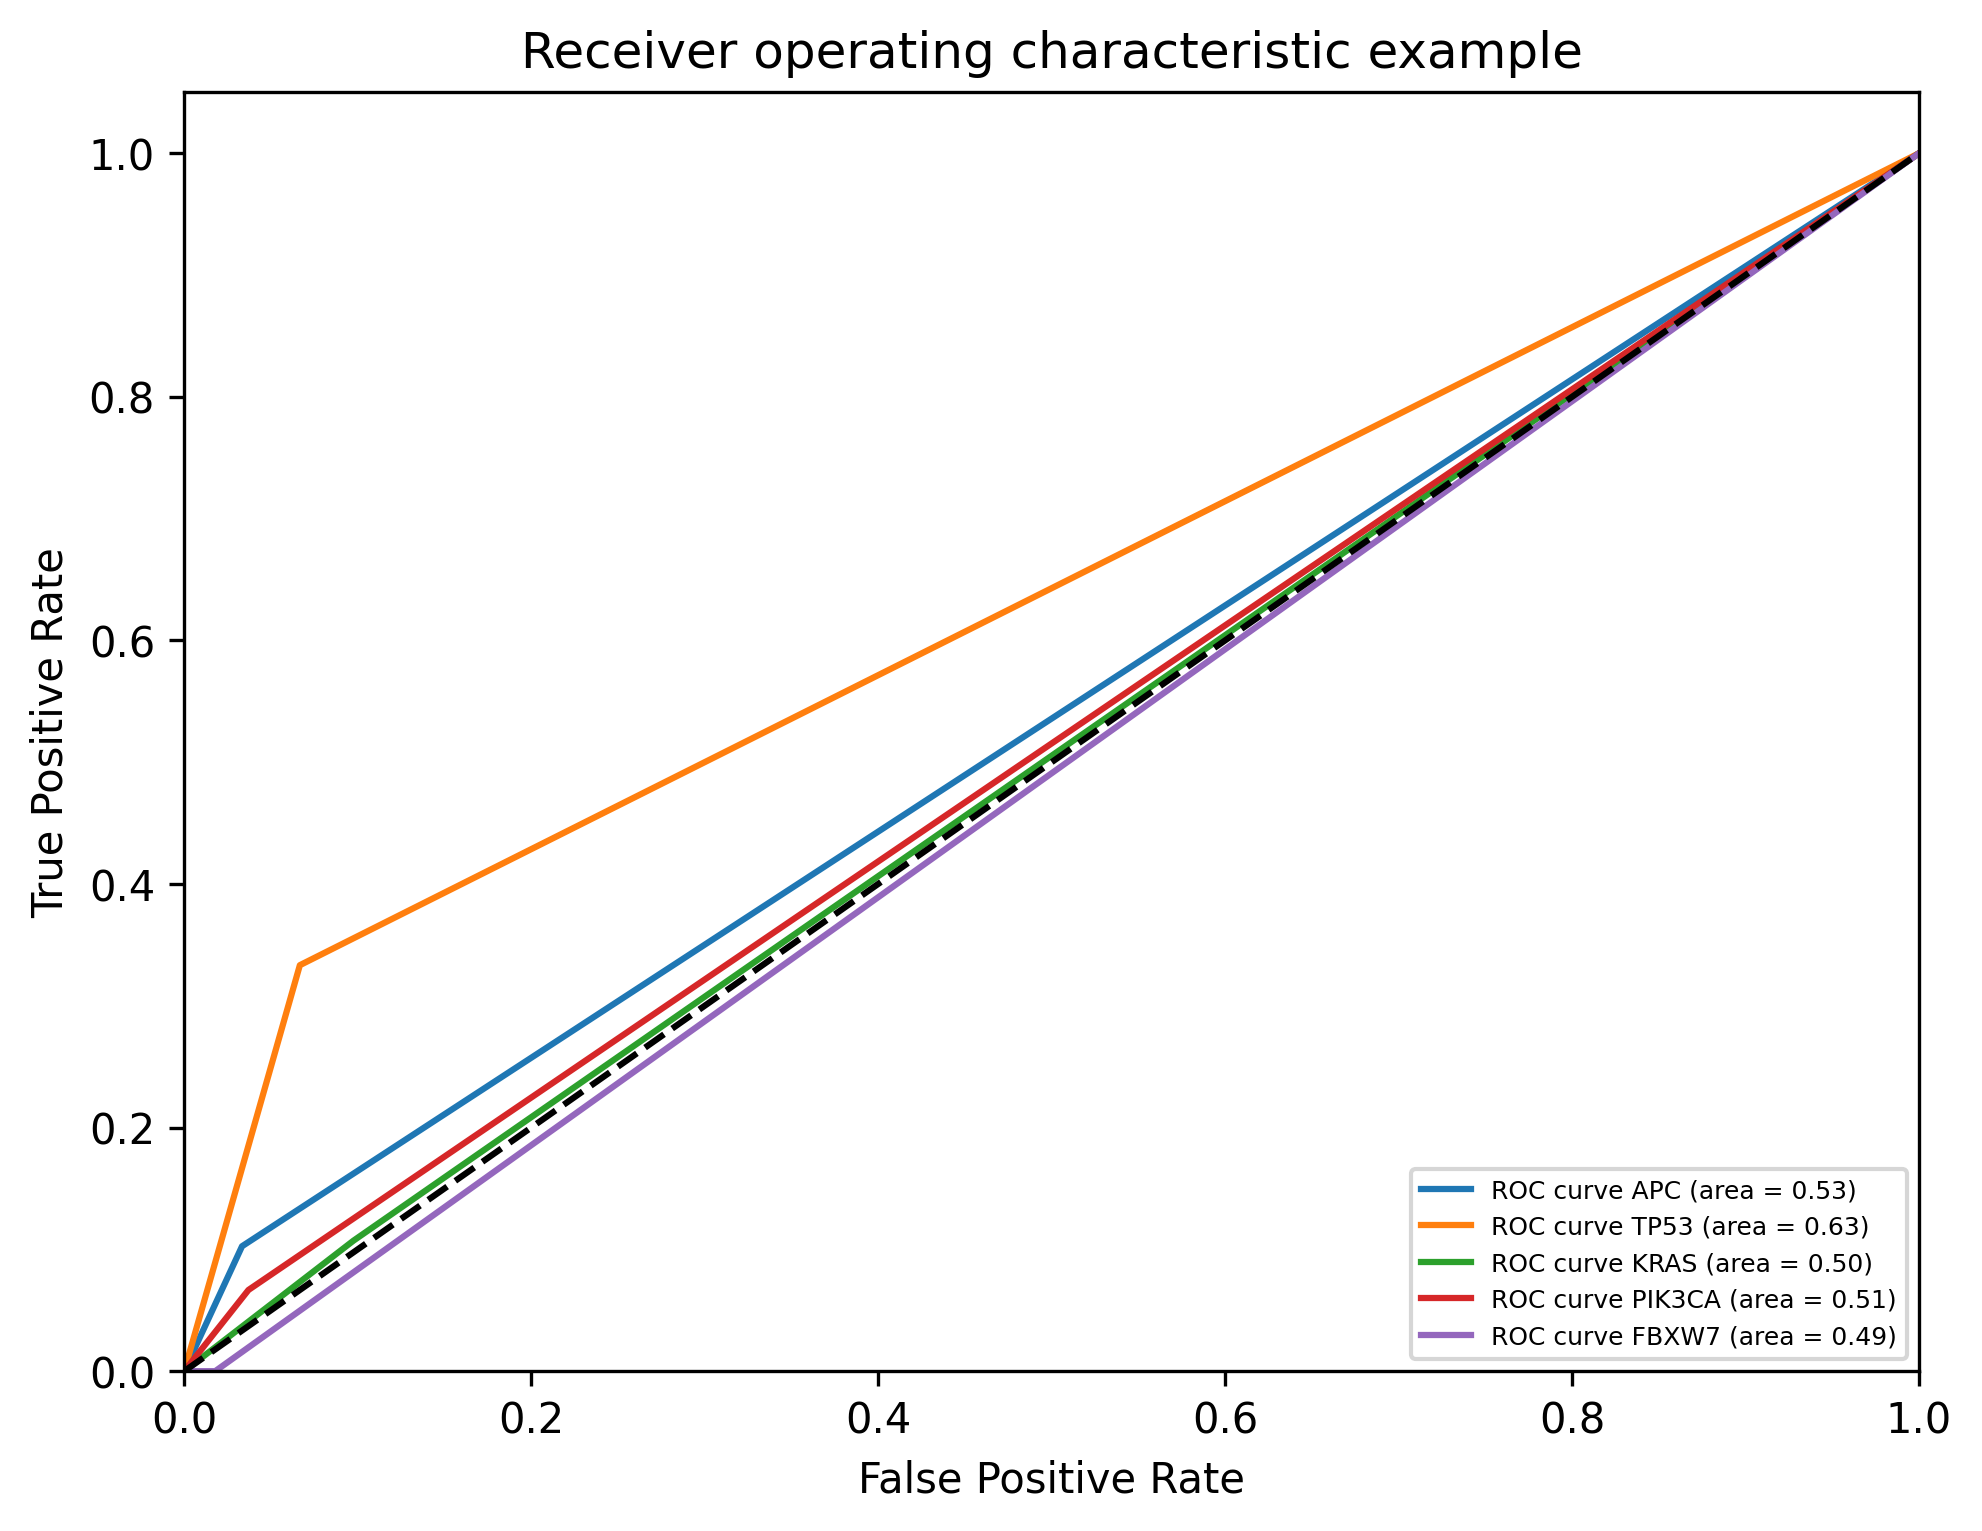 Receiver operating characteristic example
True Positive Rate
1.0
0.8
0.6
0.4
0.2
0.0
ROC curve APC (area = 0.53)
ROC curve TP53 (area = 0.63)
ROC curve KRAS (area = 0.50)
ROC curve PIK3CA (area = 0.51)
ROC curve FBXW7 (area = 0.49)
0.0 0.2 0.4 0.6 0.8 1.0
False Positive Rate